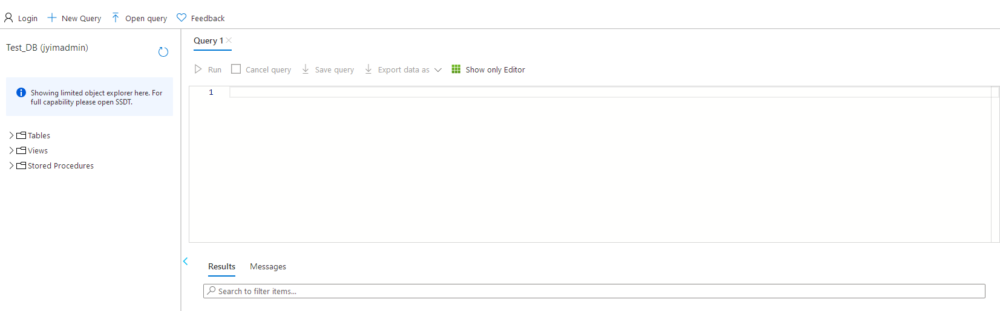 Login New Query Open query Feedback
Test_DB (jyimadmin)
Showing limited object explorer here. For
full capability please open SSDT.
Tables
Views
Stored Procedures
Query 1
Run Cancel query Save query Export data as Show only Editor
1
Results Messages
Search to filter items...